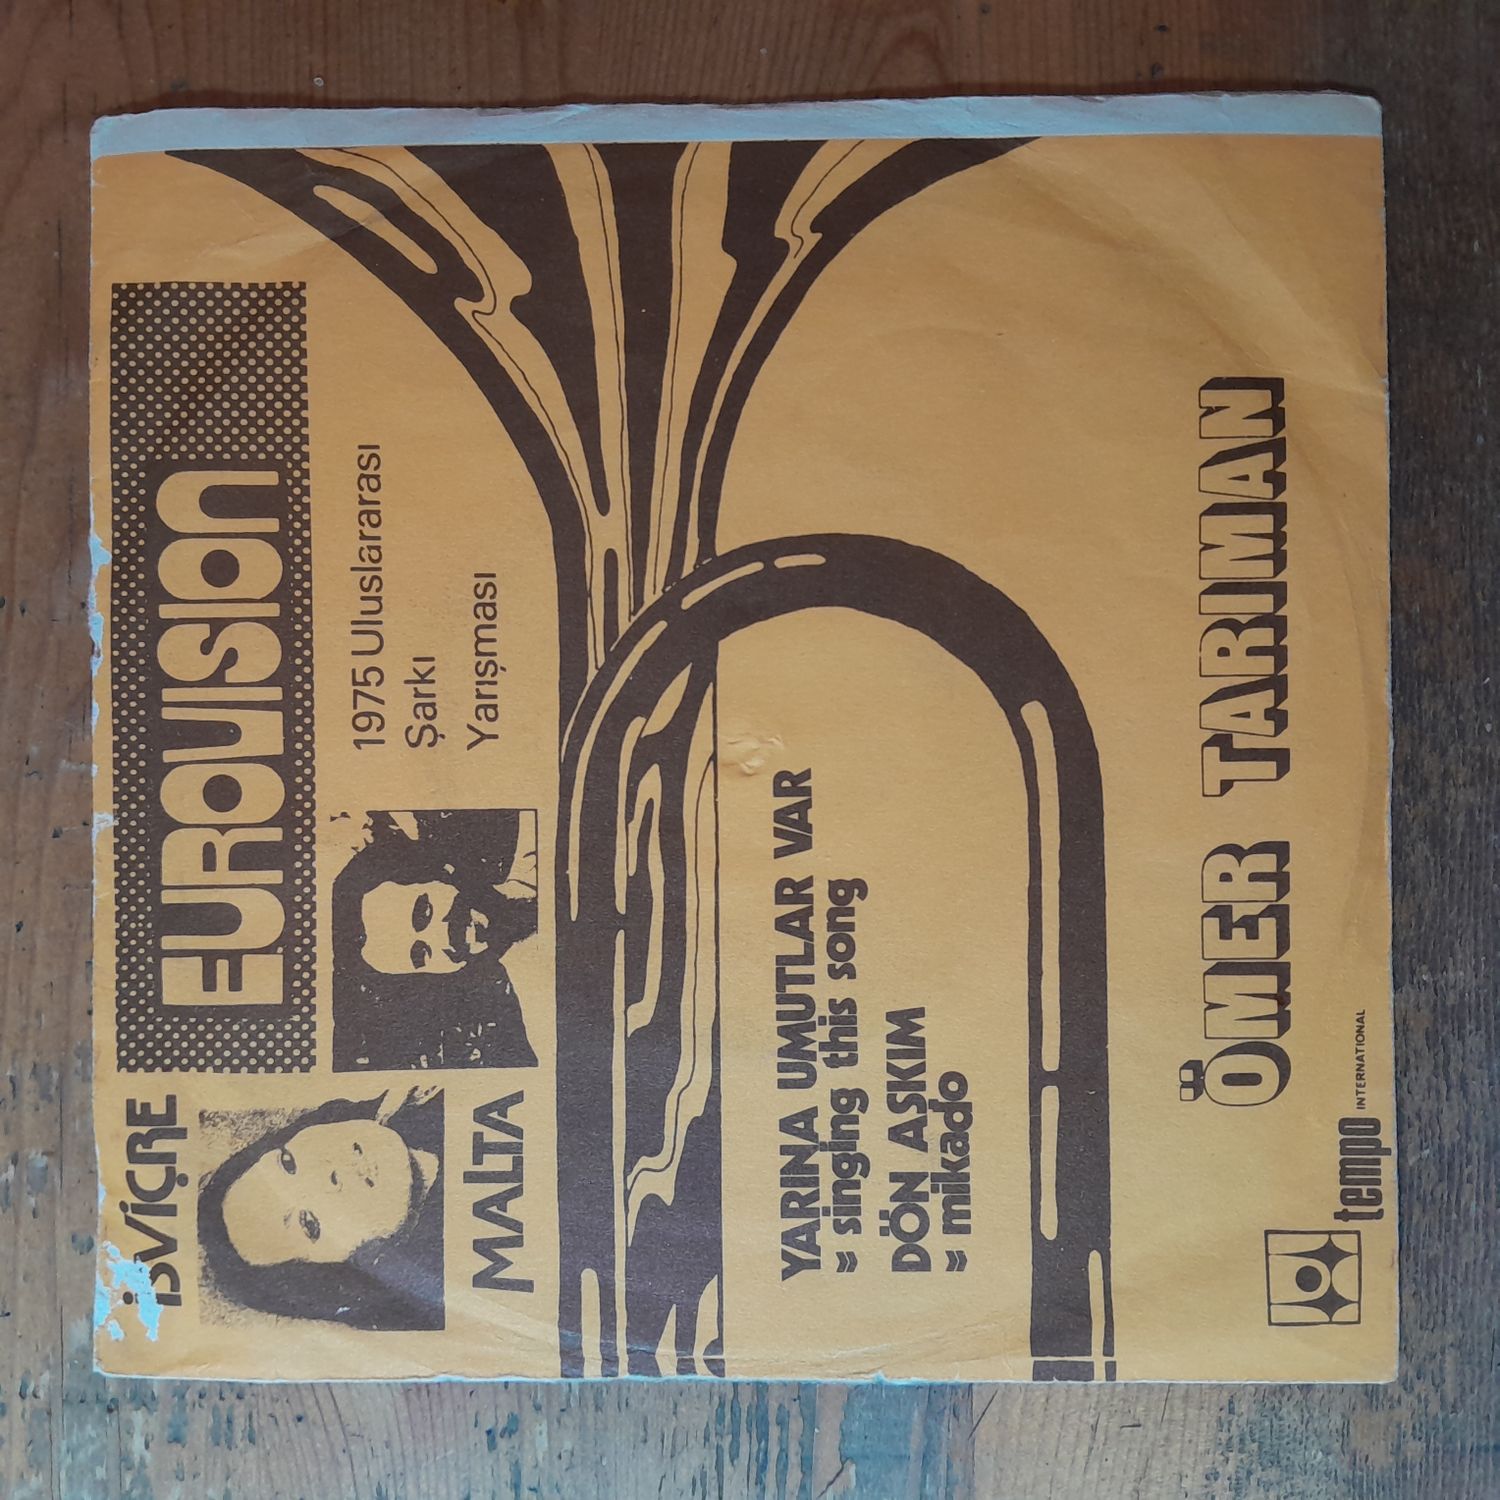 İSVİÇRE
EUROVISION
MALTA
1975 Uluslararası
Şarkı
Yarışması
YARINA UMUTLAR VAR
" singing this song
DÖN ASKIM
" mikado
ÖMER TARIMAN
tempo INTERNATIONAL